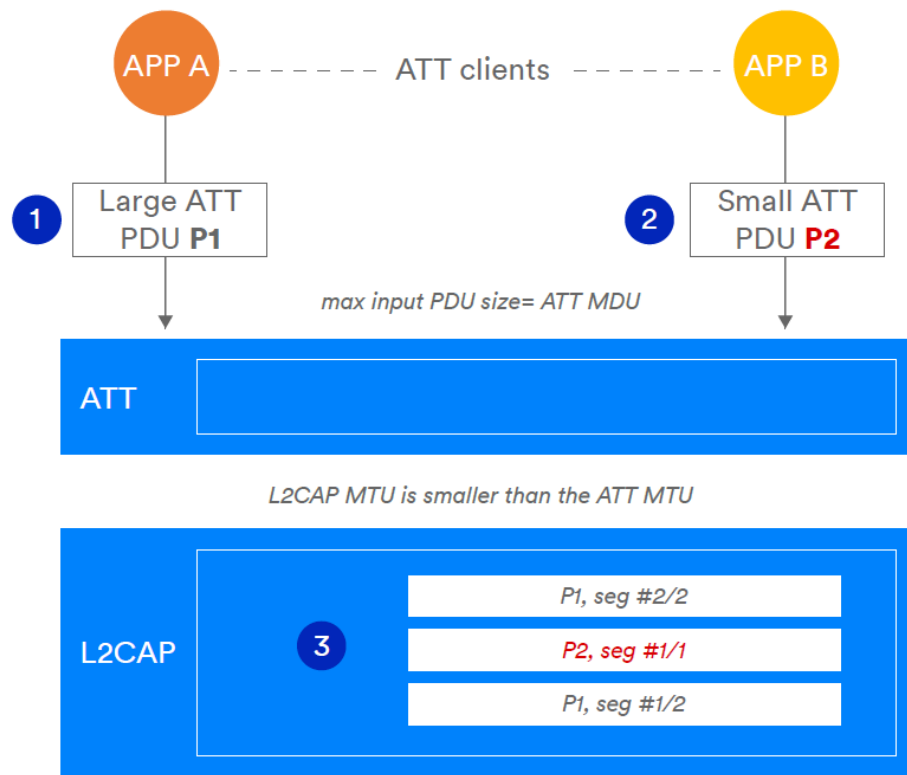 APP A
ATT clients
APP B
1
Large ATT
PDU P1
2
Small ATT
PDU P2
max input PDU size= ATT MDU
ATT
L2CAP MTU is smaller than the ATT MTU
L2CAP
3
P1, seg #2/2
P2, seg #1/1
P1, seg #1/2